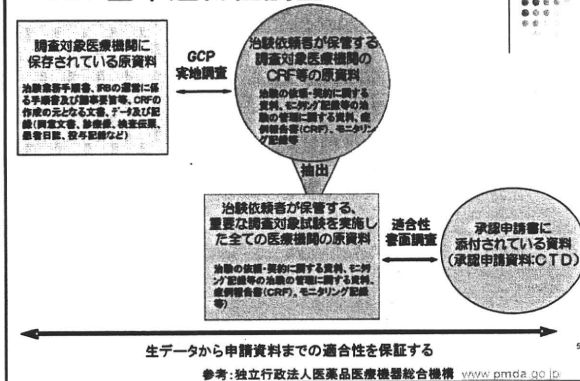 調査対象医療機関に
保存されている原資料
治験業務手順書、IRBの運営に係
る手順書及び議事要旨等、CRFの
作成の元となる文書、データ及び記
録(同意文書、診療録、検査伝票、
患者日誌、投与記録など)
GCP
実地調査
治験依頼者が保管する
調査対象医療機関の
CRF等の原資料
治験の依頼・契約に関する
資料、モニタリング記録等の治
験の管理に関する資料、症
例報告書(CRF)、モニタリン
グ記録等
抽出
治験依頼者が保管する、
重要な調査対象試験を実施し
た全ての医療機関の原資料
治験の依頼・契約に関する資料、モニタリ
ング記録等の治験の管理に関する資料、
症例報告書(CRF)、モニタリング記録
等)
適合性
書面調査
承認申請書に
添付されている資料
(承認申請資料:CTD)
生データから申請資料までの適合性を保証する
参考:独立行政法人医薬品医療機器総合機構 www.pmda.go.jp